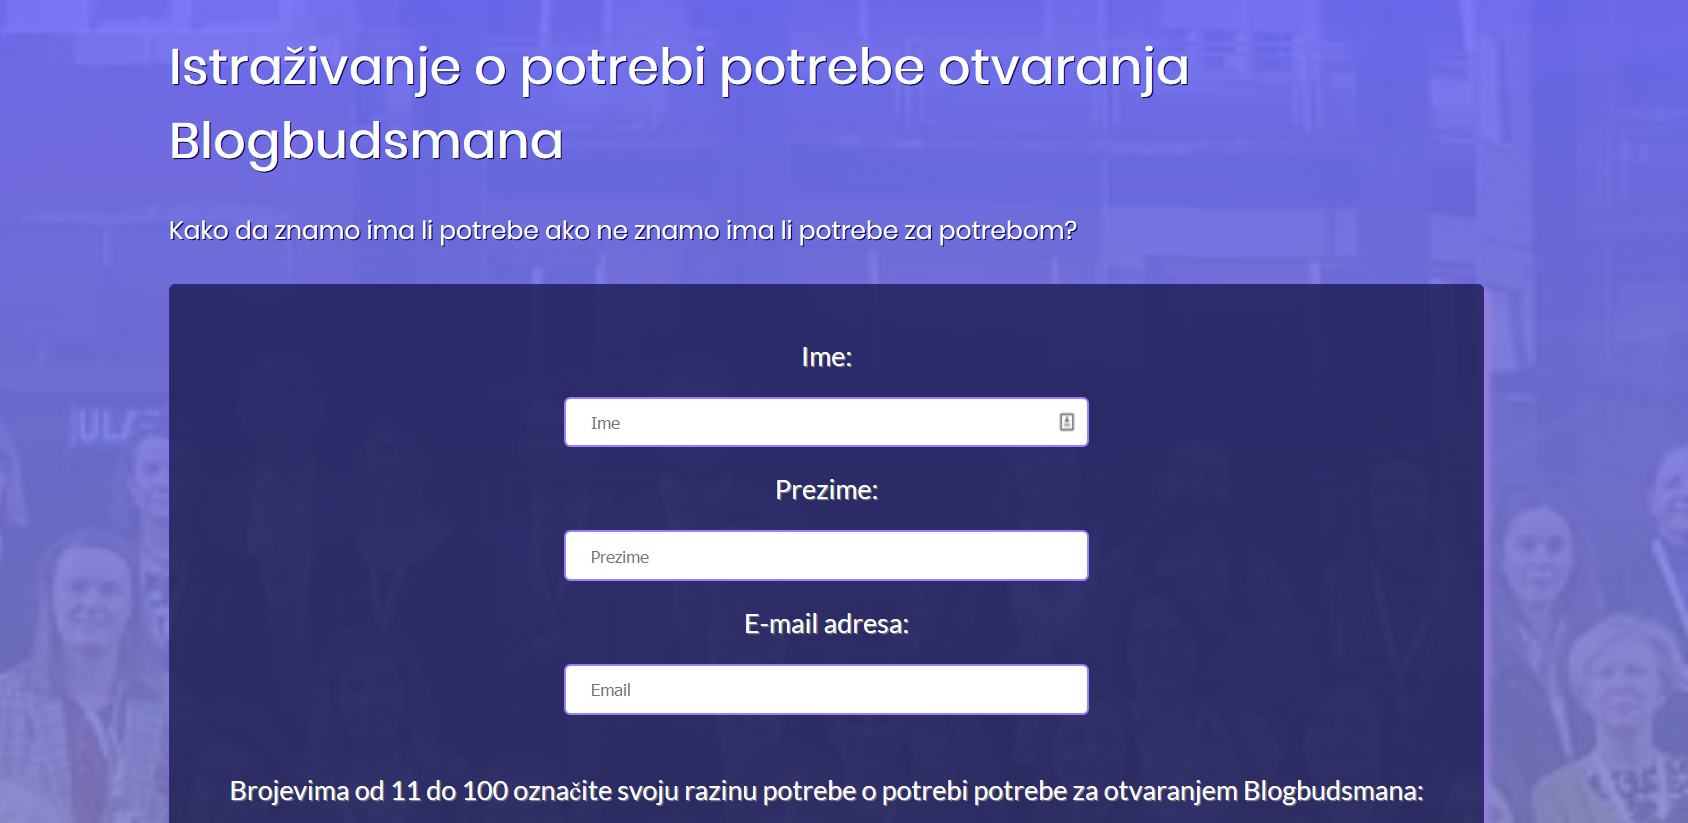 Istraživanje o potrebi potrebe otvaranja
Blogbudsmana
Kako da znamo ima li potrebe ako ne znamo ima li potrebe za potrebom?
Ime:
Ime
Prezime:
Prezime
E-mail adresa:
Email
Brojevima od 11 do 100 označite svoju razinu potrebe o potrebi potrebe za otvaranjem Blogbudsmana: